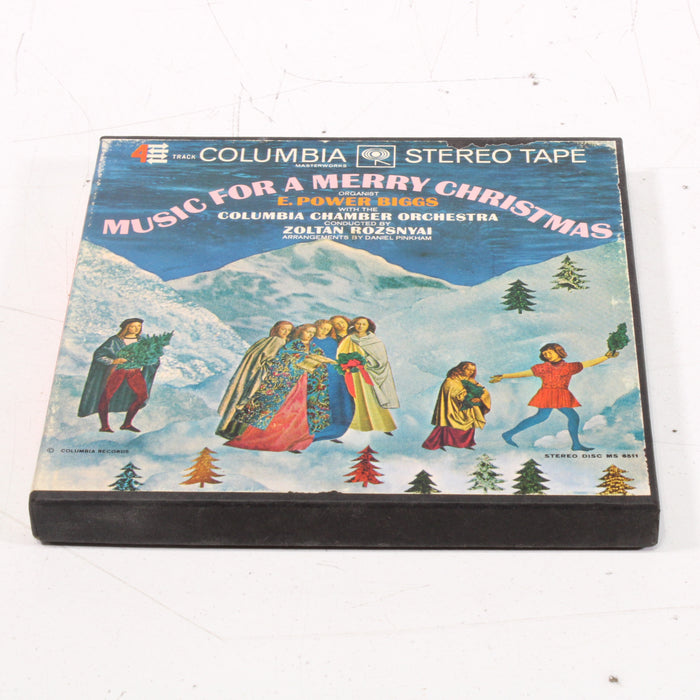 4 TRACK COLUMBIA STEREO TAPE
MASTERWORKS
MUSIC FOR A MERRY CHRISTMAS
ORGANIST
E. POWER BIGGS
WITH THE
COLUMBIA CHAMBER ORCHESTRA
CONDUCTED BY
ZOLTAN ROZSNYAI
ARRANGEMENTS BY DANIEL PINKHAM
© COLUMBIA RECORDS
STEREO DISC MS 6511